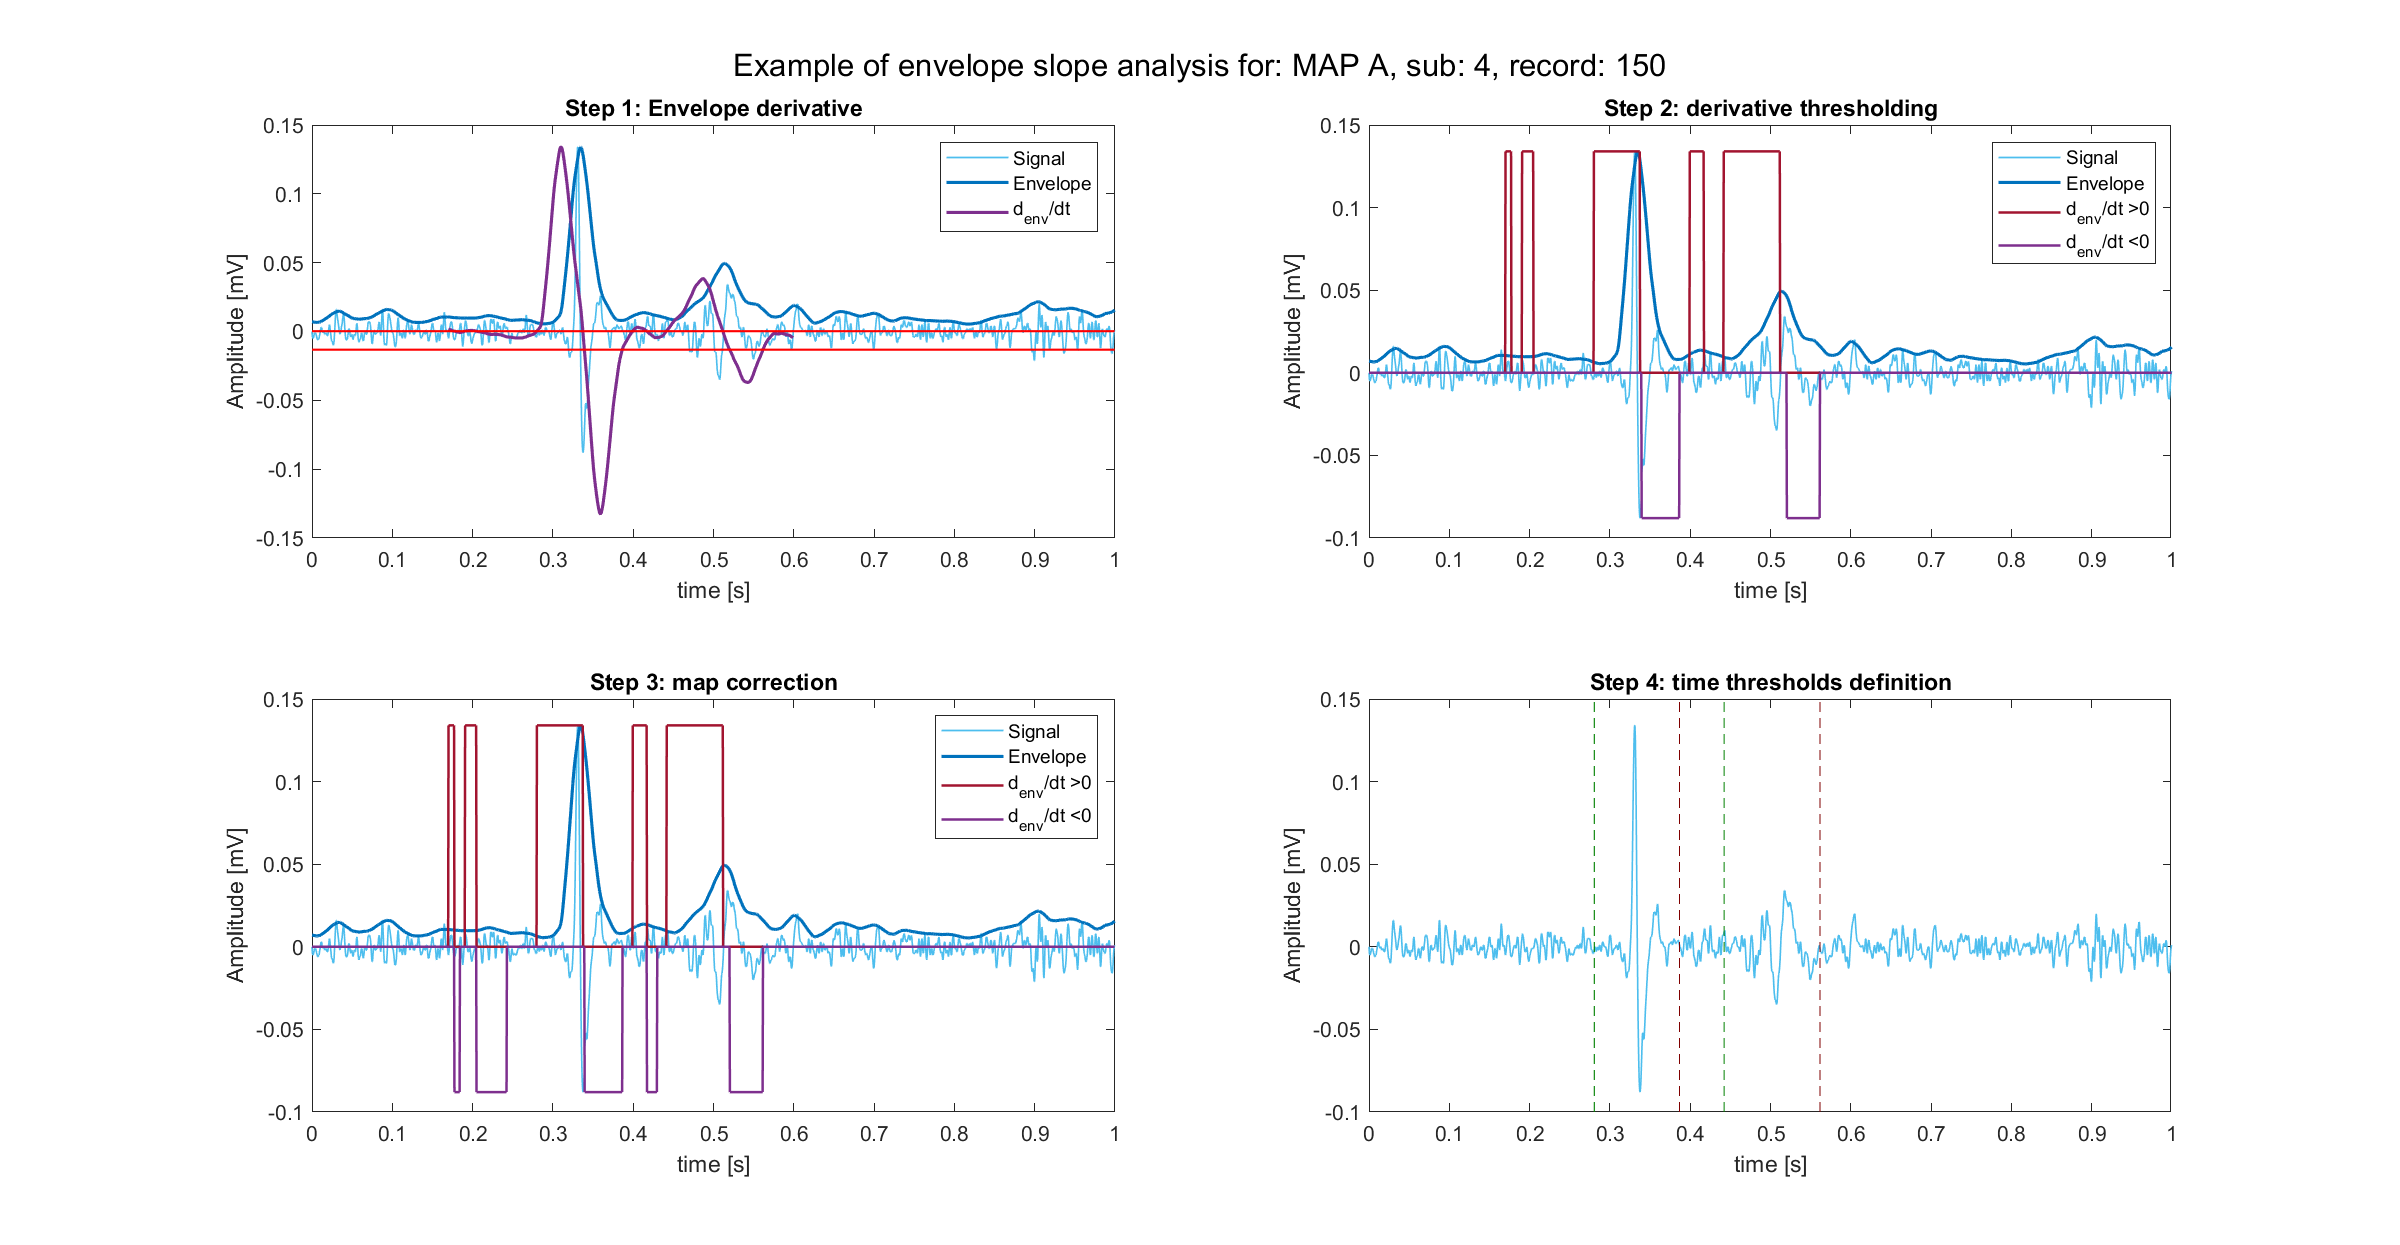 Example of envelope slope analysis for: MAP A, sub: 4, record: 150
Step 1: Envelope derivative
0.15
0.1
0.05
0
-0.05
-0.1
-0.15
Amplitude [mV]
0 0.1 0.2 0.3 0.4 0.5 0.6 0.7 0.8 0.9 1
time [s]
Signal
Envelope
d_env/dt
Step 2: derivative thresholding
0.15
0.1
0.05
0
-0.05
-0.1
Amplitude [mV]
0 0.1 0.2 0.3 0.4 0.5 0.6 0.7 0.8 0.9 1
time [s]
Signal
Envelope
d_env/dt >0
d_env/dt <0
Step 3: map correction
0.15
0.1
0.05
0
-0.05
-0.1
Amplitude [mV]
0 0.1 0.2 0.3 0.4 0.5 0.6 0.7 0.8 0.9 1
time [s]
Signal
Envelope
d_env/dt >0
d_env/dt <0
Step 4: time thresholds definition
0.15
0.1
0.05
0
-0.05
-0.1
Amplitude [mV]
0 0.1 0.2 0.3 0.4 0.5 0.6 0.7 0.8 0.9 1
time [s]